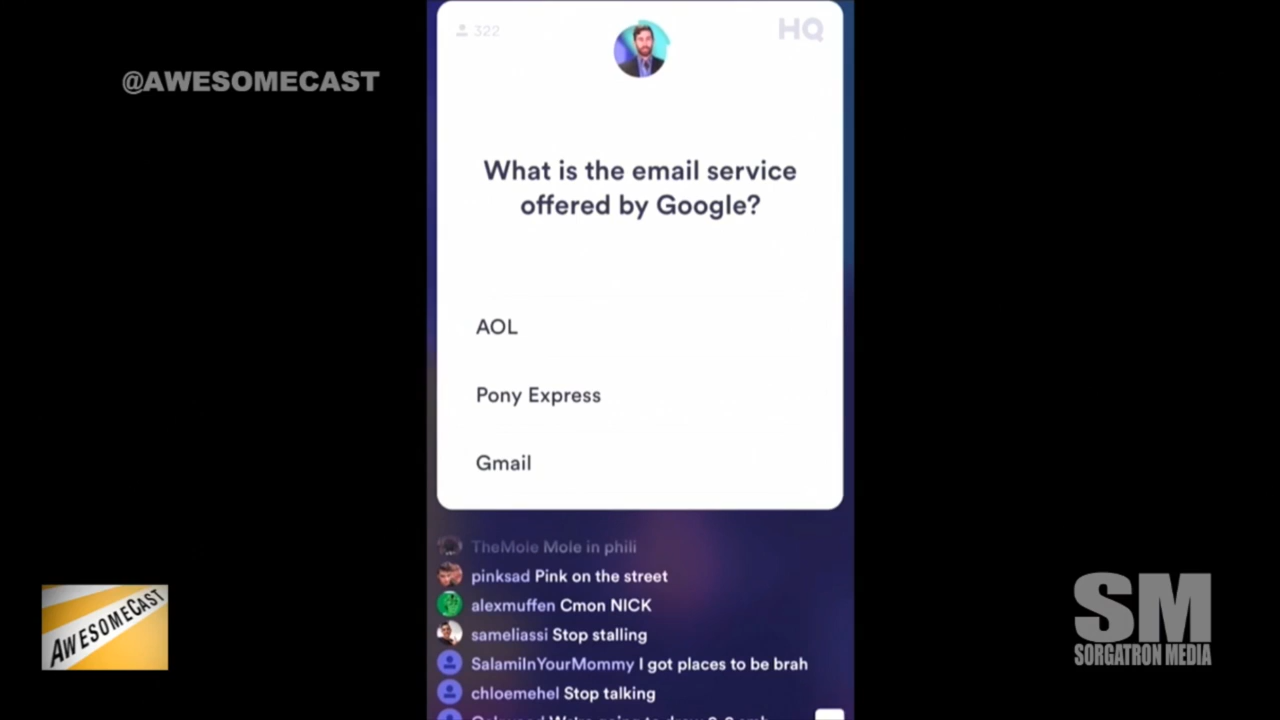 322
HQ
@AWESOMECAST
What is the email service
offered by Google?
AOL
Pony Express
Gmail
TheMole Mole in phili
pinksad Pink on the street
alexmuffen Cmon NICK
sameliassi Stop stalling
SalamiInYourMommy I got places to be brah
chloemehel Stop talking
AWESOMECAST
SM
SORGATRON MEDIA